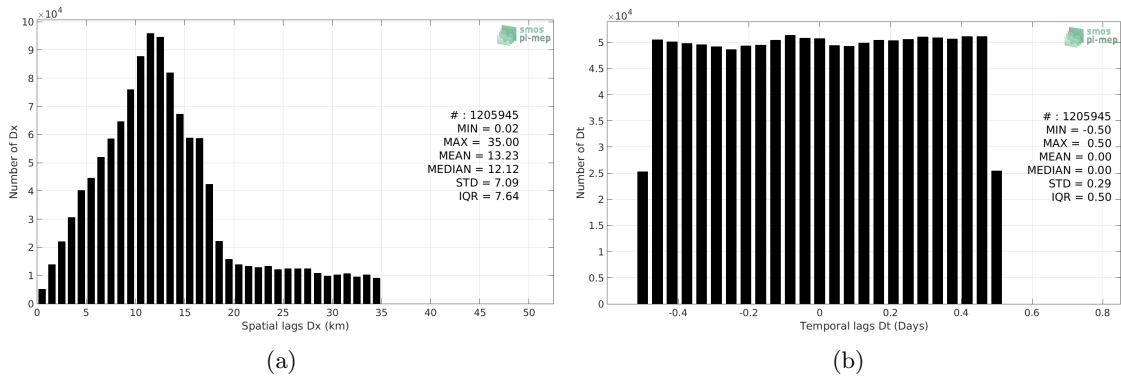 ×10⁴
10
9
8
7
6
5
4
3
2
1
0
Number of Dx
smos
pi-mep
# : 1205945
MIN = 0.02
MAX = 35.00
MEAN = 13.23
MEDIAN = 12.12
STD = 7.09
IQR = 7.64
0 5 10 15 20 25 30 35 40 45 50
Spatial lags Dx (km)
(a)
×10⁴
5
4.5
4
3.5
3
2.5
2
1.5
1
0.5
0
Number of Dt
smos
pi-mep
# : 1205945
MIN = -0.50
MAX = 0.50
MEAN = 0.00
MEDIAN = 0.00
STD = 0.29
IQR = 0.50
-0.4 -0.2 0 0.2 0.4 0.6 0.8
Temporal lags Dt (Days)
(b)